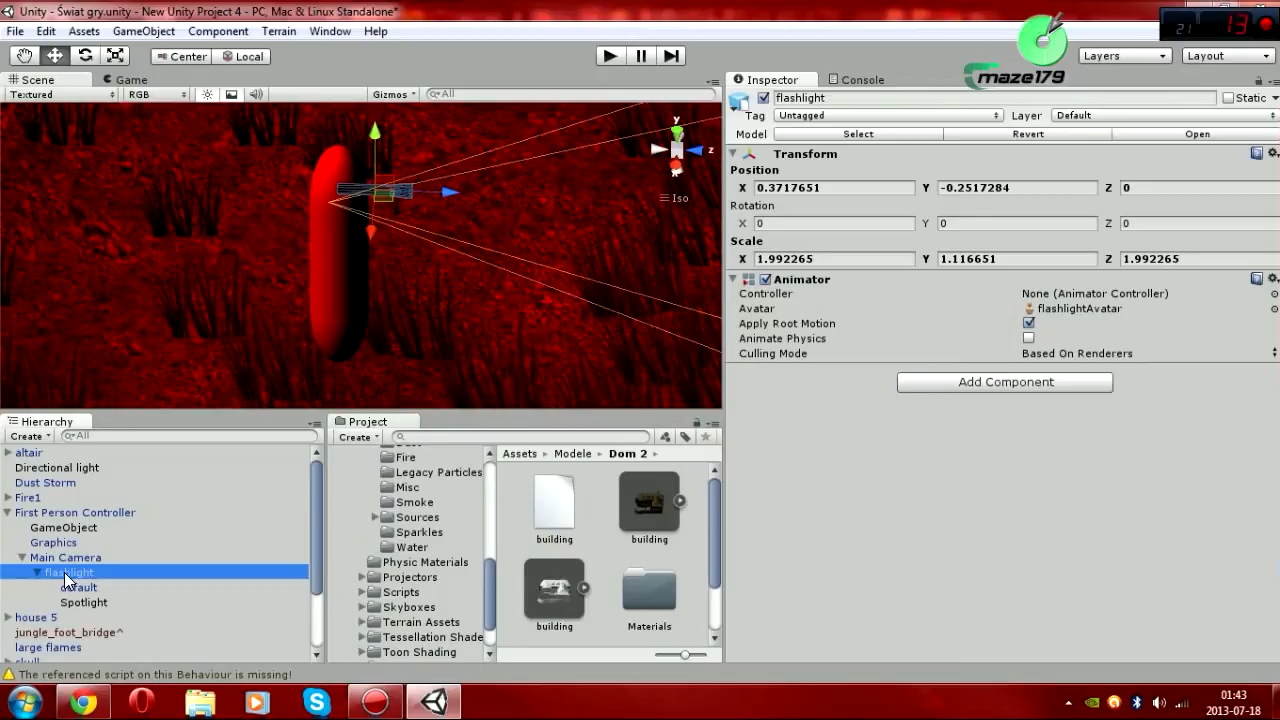 Unity - Świat gry.unity - New Unity Project 4 - PC, Mac & Linux Standalone*
21 13
File Edit Assets GameObject Component Terrain Window Help
maze179
Center Local Layers Layout
Scene Game Inspector Console
Textured RGB Gizmos All
flashlight Static
Tag Untagged Layer Default
Model Select Revert Open
Transform
Position
X 0.3717651 Y -0.2517284 Z 0
Rotation
X 0 Y 0 Z 0
Scale
X 1.992265 Y 1.116651 Z 1.992265
Animator
Controller None (Animator Controller)
Avatar flashlightAvatar
Apply Root Motion
Animate Physics
Culling Mode Based On Renderers
Add Component
y
z
x
Iso
Hierarchy
Create All
altair
Directional light
Dust Storm
Fire1
First Person Controller
GameObject
Graphics
Main Camera
flashlight
default
Spotlight
house 5
jungle_foot_bridge^
large flames
skull
Project
Create
Fire
Legacy Particles
Misc
Smoke
Sources
Sparkles
Water
Physic Materials
Projectors
Scripts
Skyboxes
Terrain Assets
Tessellation Shade
Toon Shading
Assets Modele Dom 2
building building
building Materials
The referenced script on this Behaviour is missing!
01:43
2013-07-18